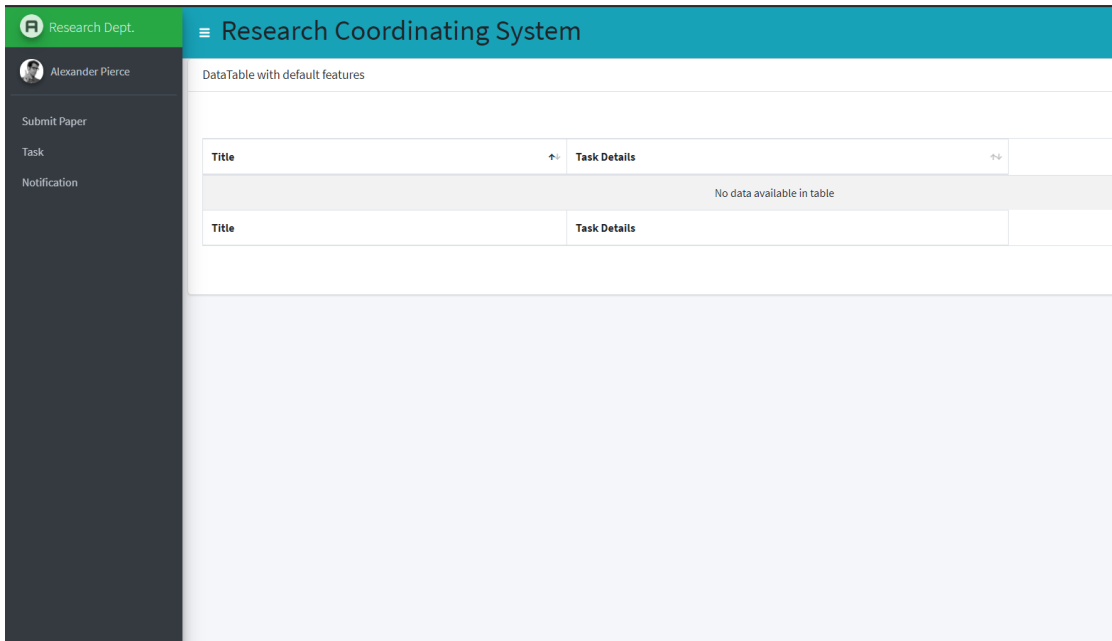 Research Dept.
Research Coordinating System
Alexander Pierce
DataTable with default features
Submit Paper
Task
Notification
Title Task Details
No data available in table
Title Task Details